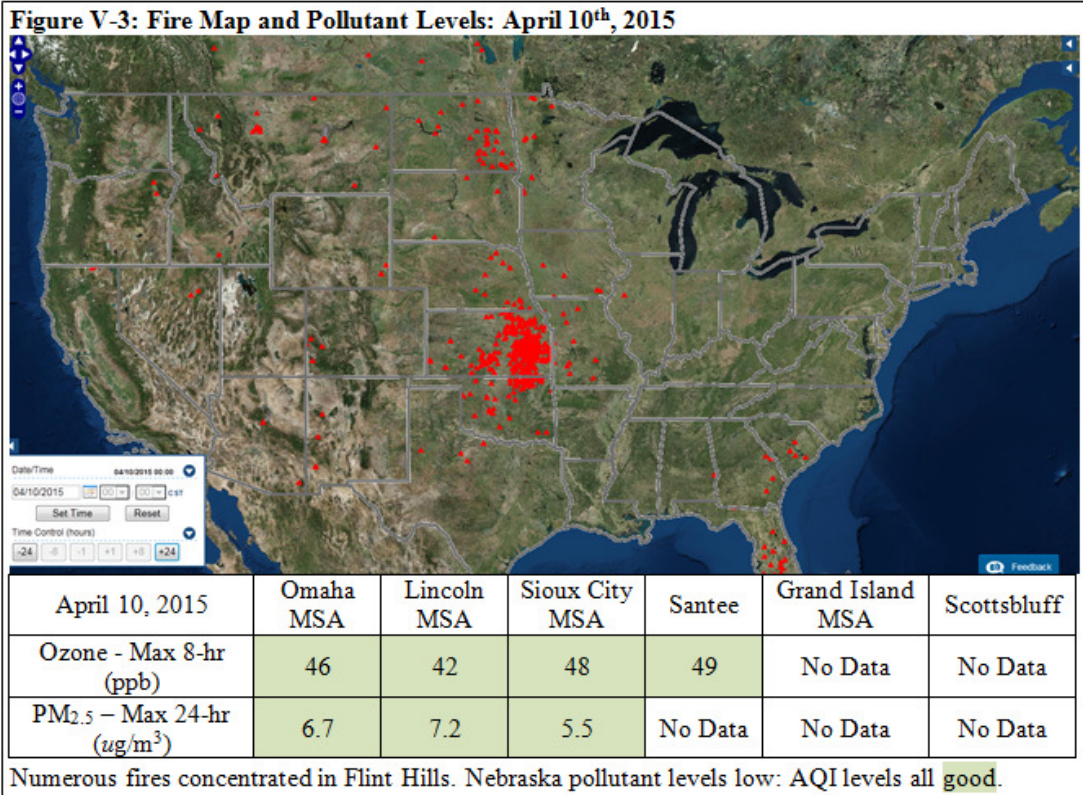 Figure V-3: Fire Map and Pollutant Levels: April 10th, 2015
Date/Time 04/10/2015 00:00
04/10/2015 00 00 CST
Set Time Reset
Time Control (hours)
-24 -8 -1 +1 +8 +24
Feedback
April 10, 2015 Omaha MSA Lincoln MSA Sioux City MSA Santee Grand Island MSA Scottsbluff
Ozone - Max 8-hr (ppb) 46 42 48 49 No Data No Data
PM2.5 – Max 24-hr (ug/m3) 6.7 7.2 5.5 No Data No Data No Data
Numerous fires concentrated in Flint Hills. Nebraska pollutant levels low: AQI levels all good.